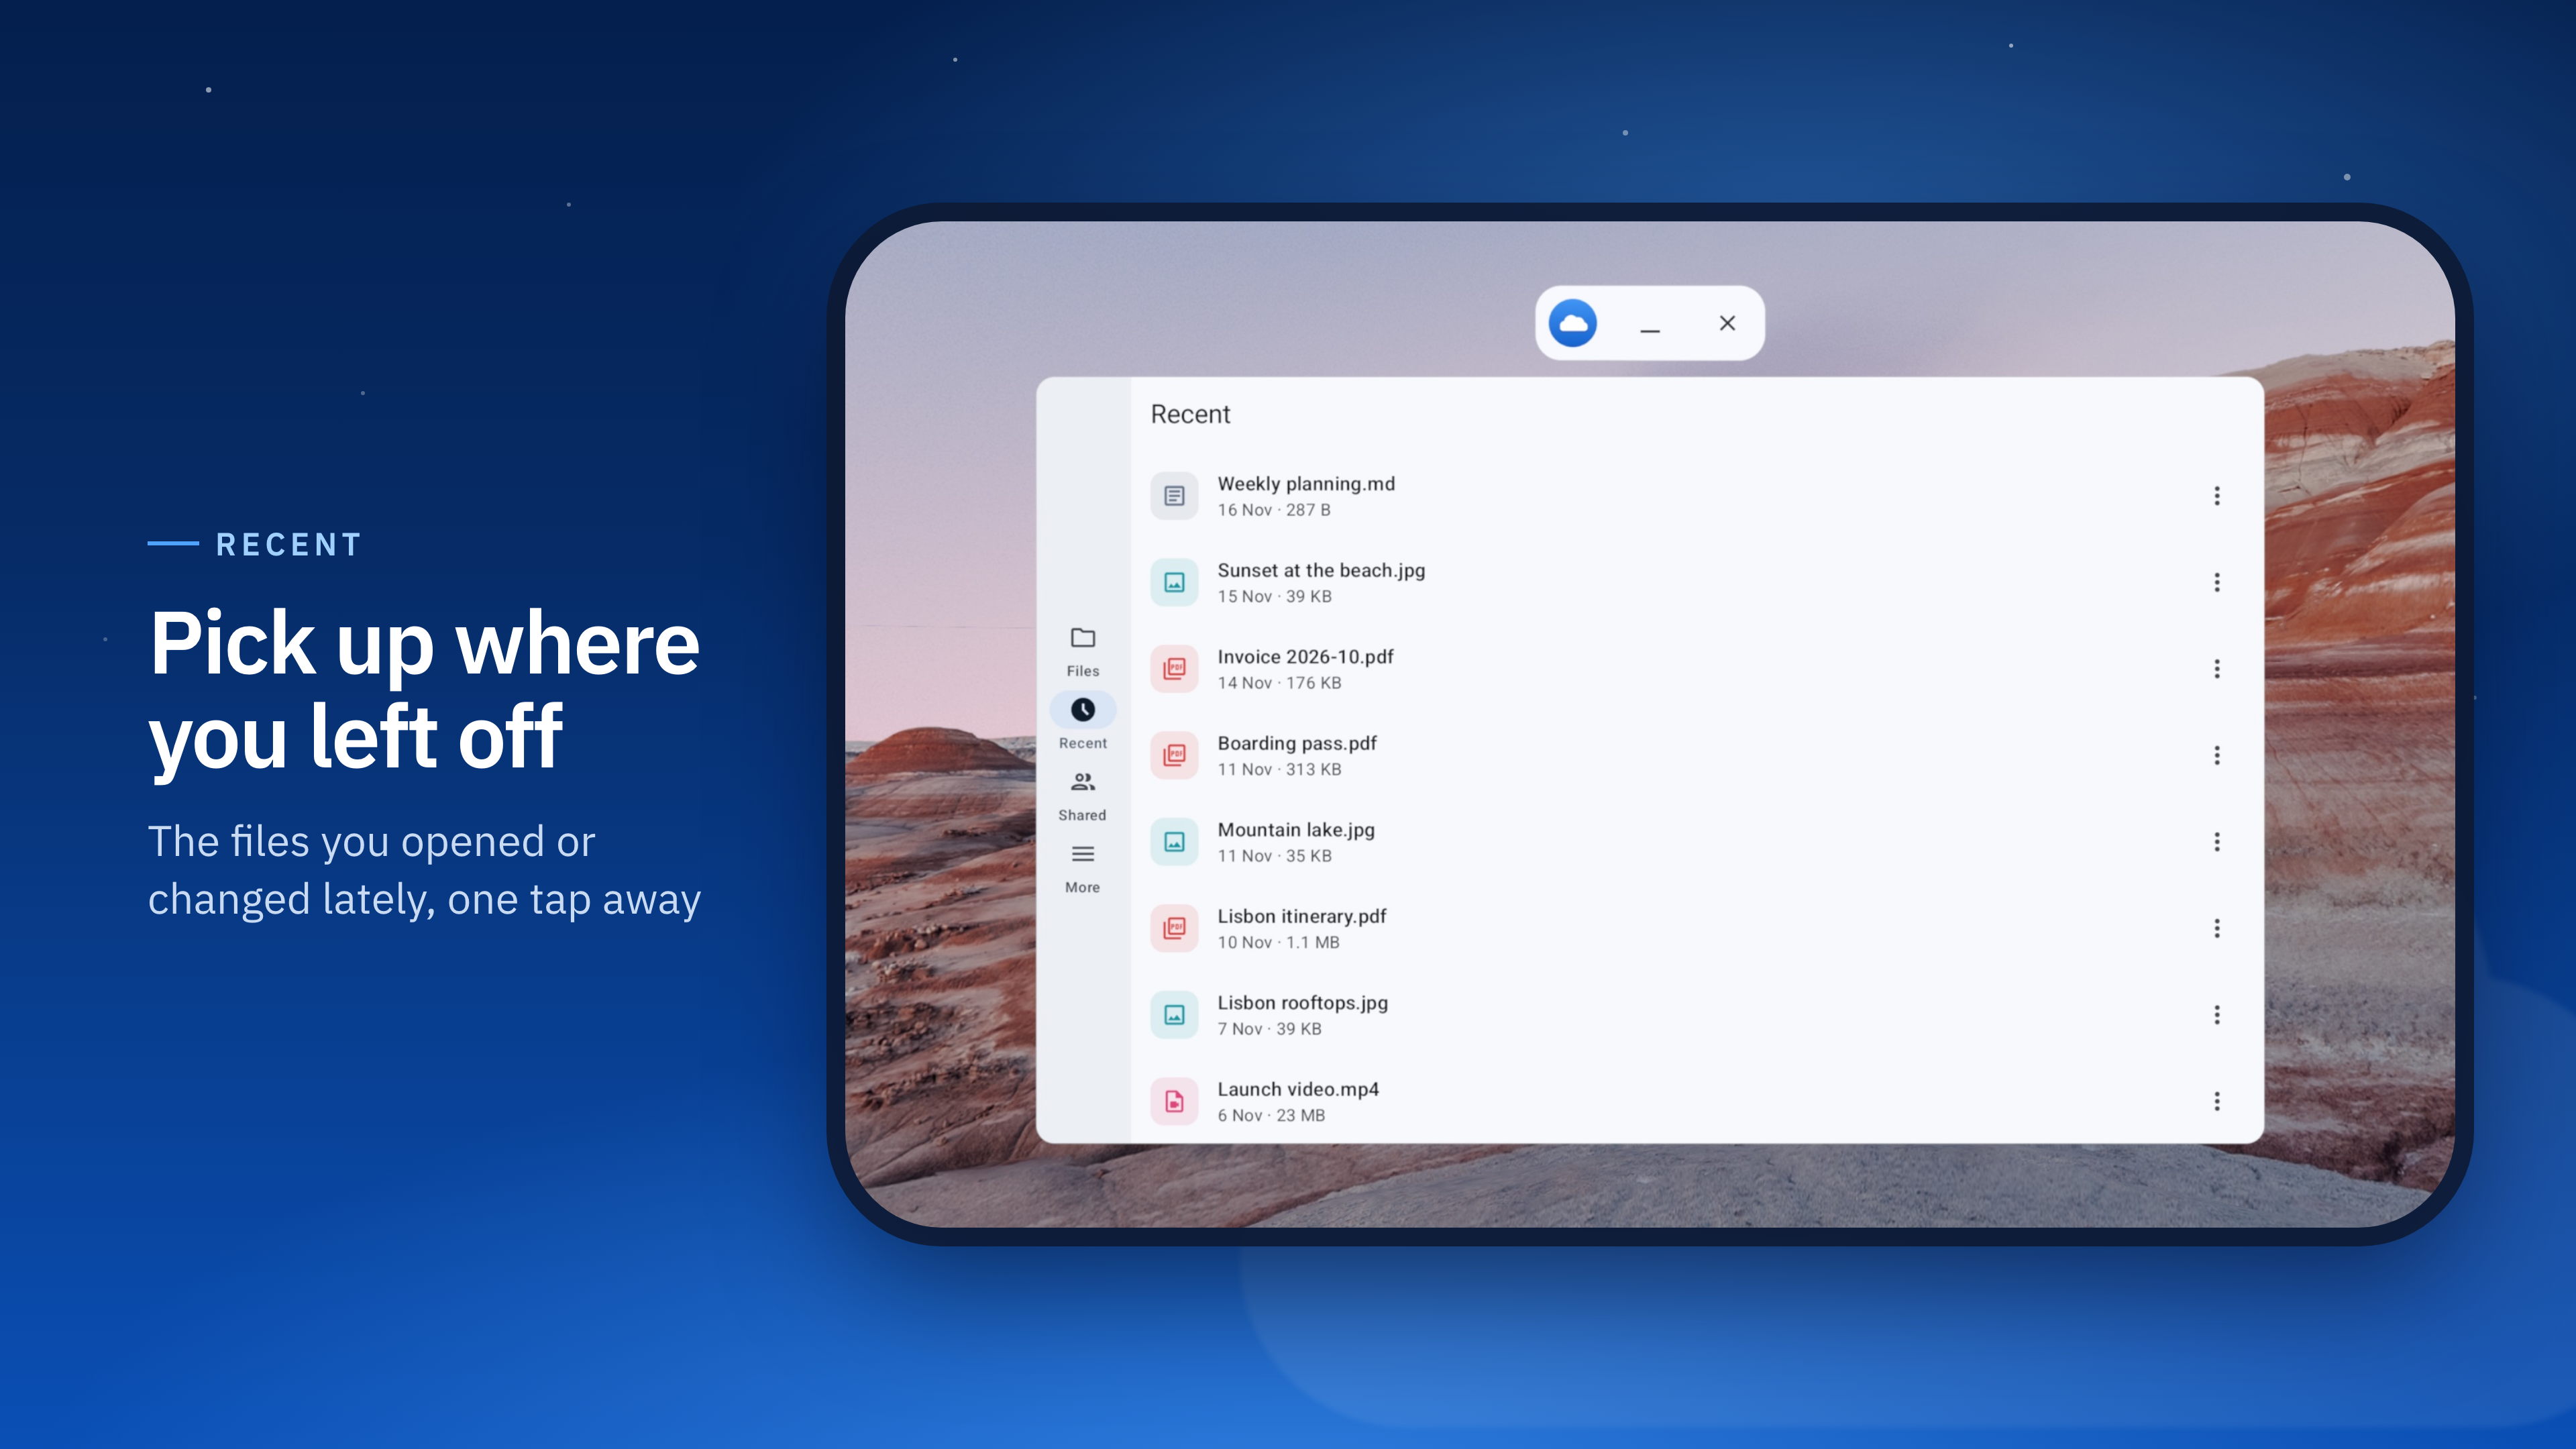 RECENT
Pick up where
you left off
The files you opened or
changed lately, one tap away
Recent
Files
Recent
Shared
More
Weekly planning.md
16 Nov · 287 B
Sunset at the beach.jpg
15 Nov · 39 KB
Invoice 2026-10.pdf
14 Nov · 176 KB
Boarding pass.pdf
11 Nov · 313 KB
Mountain lake.jpg
11 Nov · 35 KB
Lisbon itinerary.pdf
10 Nov · 1.1 MB
Lisbon rooftops.jpg
7 Nov · 39 KB
Launch video.mp4
6 Nov · 23 MB